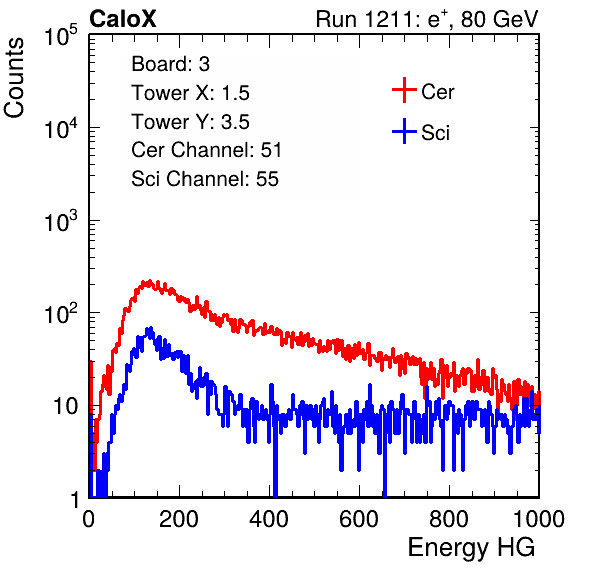 CaloX Run 1211: e⁺, 80 GeV
Counts
Board: 3
Tower X: 1.5
Tower Y: 3.5
Cer Channel: 51
Sci Channel: 55
Cer
Sci
10⁵
10⁴
10³
10²
10
1
0 200 400 600 800 1000
Energy HG